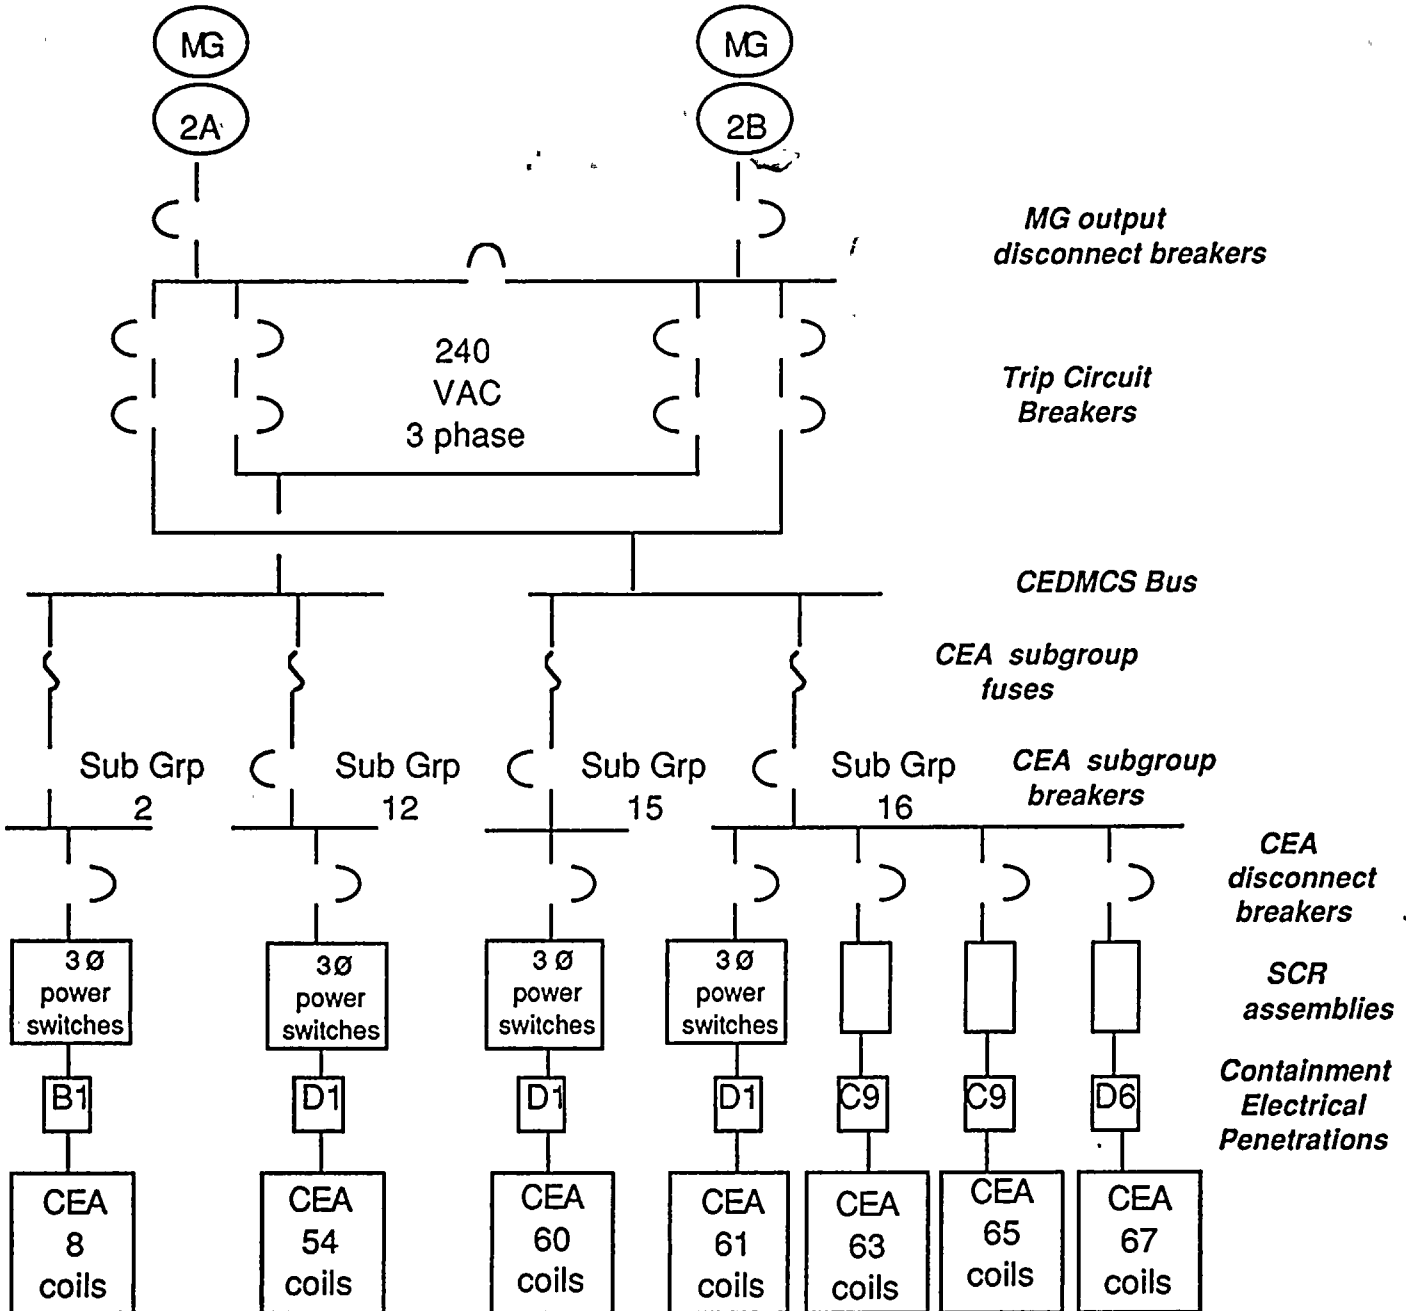 MG
MG
2A
2B
MG output
disconnect breakers
240
VAC
3 phase
Trip Circuit
Breakers
CEDMCS Bus
CEA subgroup
fuses
Sub Grp
2
Sub Grp
12
Sub Grp
15
Sub Grp
16
CEA subgroup
breakers
CEA
disconnect
breakers
3Ø
power
switches
3Ø
power
switches
3Ø
power
switches
3Ø
power
switches
SCR
assemblies
B1
D1
D1
D1
C9
C9
D6
Containment
Electrical
Penetrations
CEA
8
coils
CEA
54
coils
CEA
60
coils
CEA
61
coils
CEA
63
coils
CEA
65
coils
CEA
67
coils